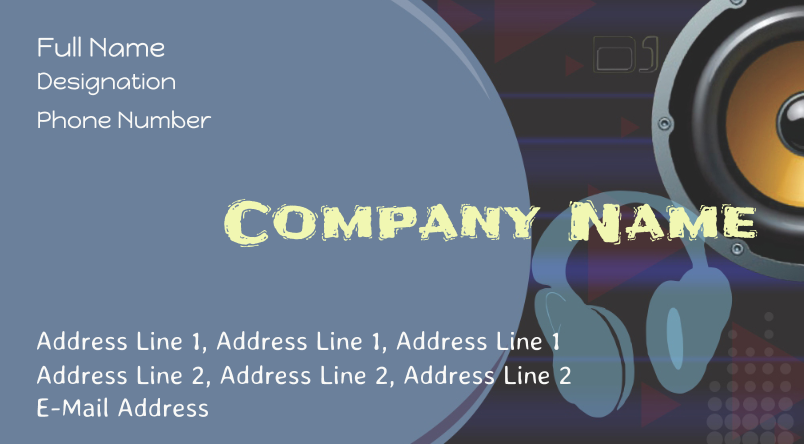 Full Name
Designation
Phone Number
DJ
Company Name
Address Line 1, Address Line 1, Address Line 1
Address Line 2, Address Line 2, Address Line 2
E-Mail Address